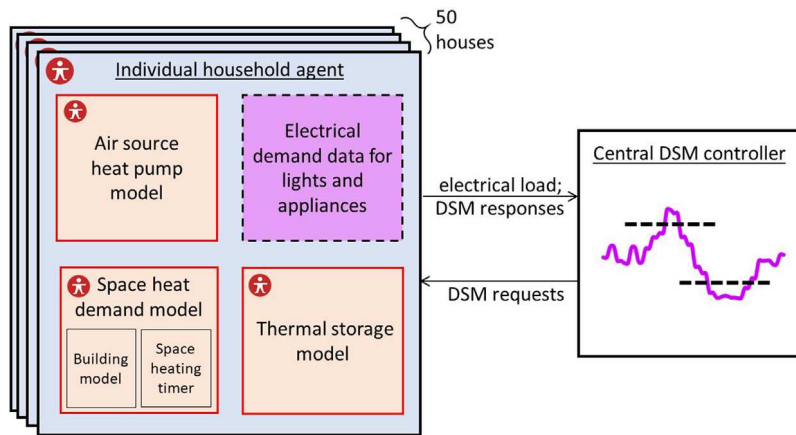 50
houses
Individual household agent
Air source
heat pump
model
Electrical
demand data for
lights and
appliances
Space heat
demand model
Building
model
Space
heating
timer
Thermal storage
model
electrical load;
DSM responses
DSM requests
Central DSM controller